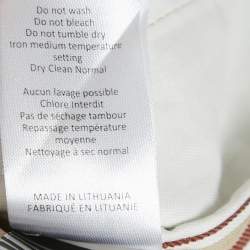 Do not wash
Do not bleach
Do not tumble dry
Iron medium temperature
setting
Dry Clean Normal
Aucun lavage possible
Chlore Interdit
Pas de séchage tambour
Repassage température
moyenne
Nettoyage à sec normal
MADE IN LITHUANIA
FABRIQUÉ EN LITHUANIE